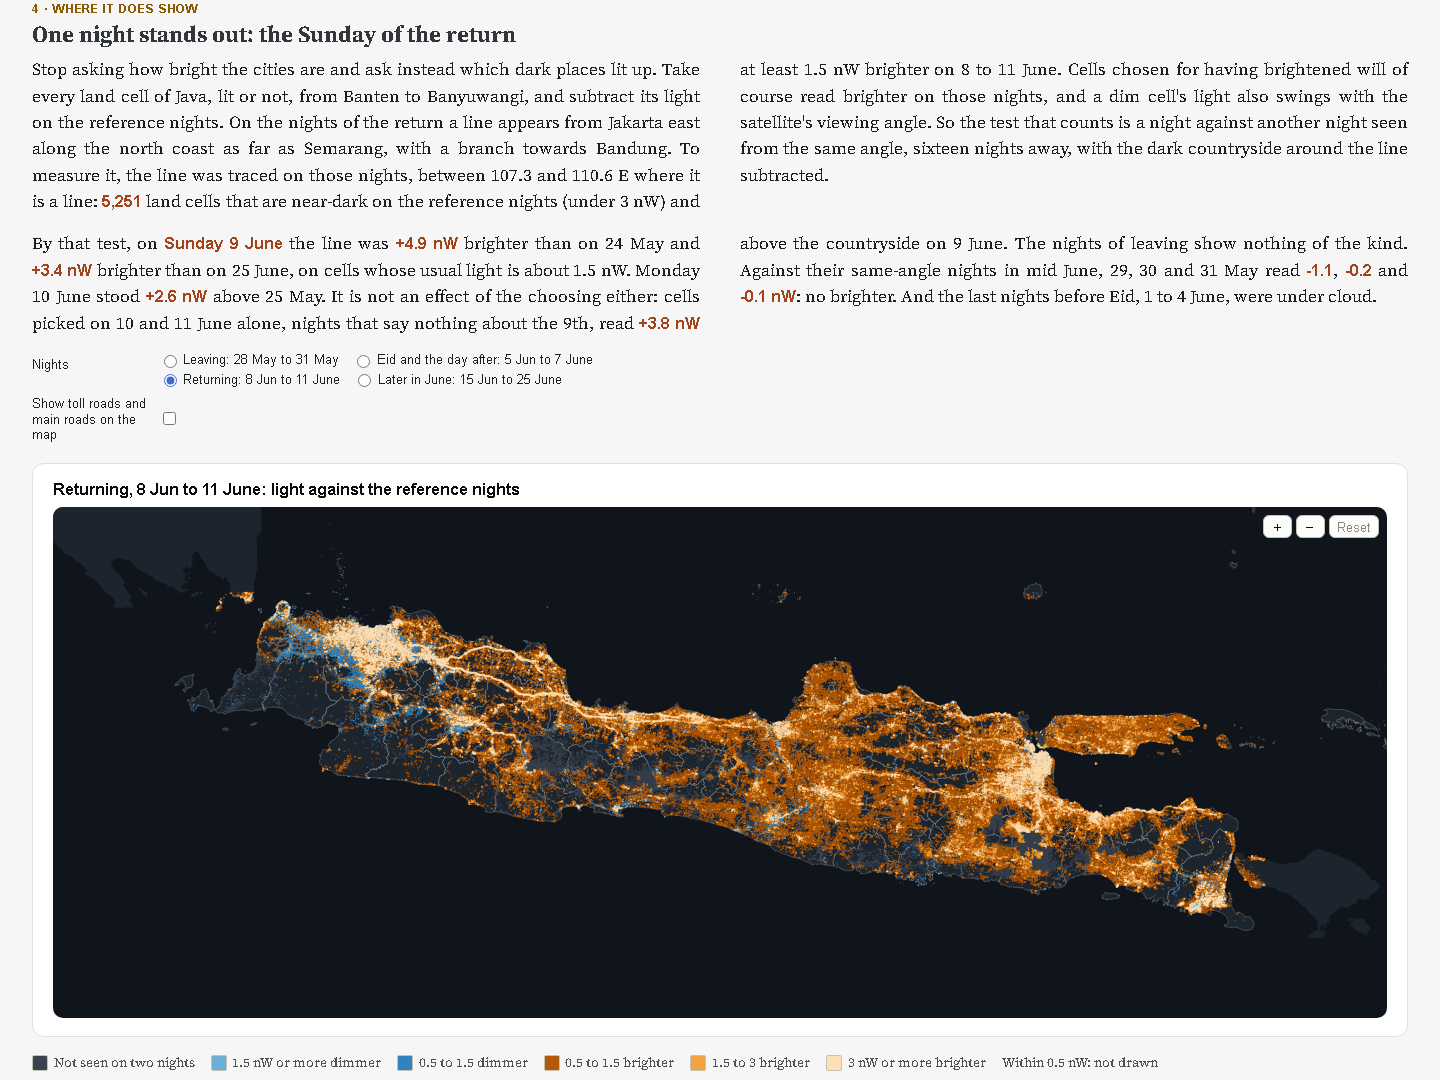 4 · WHERE IT DOES SHOW
One night stands out: the Sunday of the return
Stop asking how bright the cities are and ask instead which dark places lit up. Take
every land cell of Java, lit or not, from Banten to Banyuwangi, and subtract its light
on the reference nights. On the nights of the return a line appears from Jakarta east
along the north coast as far as Semarang, with a branch towards Bandung. To
measure it, the line was traced on those nights, between 107.3 and 110.6 E where it
is a line: 5,251 land cells that are near-dark on the reference nights (under 3 nW) and
at least 1.5 nW brighter on 8 to 11 June. Cells chosen for having brightened will of
course read brighter on those nights, and a dim cell's light also swings with the
satellite's viewing angle. So the test that counts is a night against another night seen
from the same angle, sixteen nights away, with the dark countryside around the line
subtracted.
By that test, on Sunday 9 June the line was +4.9 nW brighter than on 24 May and
+3.4 nW brighter than on 25 June, on cells whose usual light is about 1.5 nW. Monday
10 June stood +2.6 nW above 25 May. It is not an effect of the choosing either: cells
picked on 10 and 11 June alone, nights that say nothing about the 9th, read +3.8 nW
above the countryside on 9 June. The nights of leaving show nothing of the kind.
Against their same-angle nights in mid June, 29, 30 and 31 May read -1.1, -0.2 and
-0.1 nW: no brighter. And the last nights before Eid, 1 to 4 June, were under cloud.
Nights
Leaving: 28 May to 31 May
Eid and the day after: 5 Jun to 7 June
Returning: 8 Jun to 11 June
Later in June: 15 Jun to 25 June
Show toll roads and
main roads on the
map
Returning, 8 Jun to 11 June: light against the reference nights
+
−
Reset
Not seen on two nights
1.5 nW or more dimmer
0.5 to 1.5 dimmer
0.5 to 1.5 brighter
1.5 to 3 brighter
3 nW or more brighter
Within 0.5 nW: not drawn